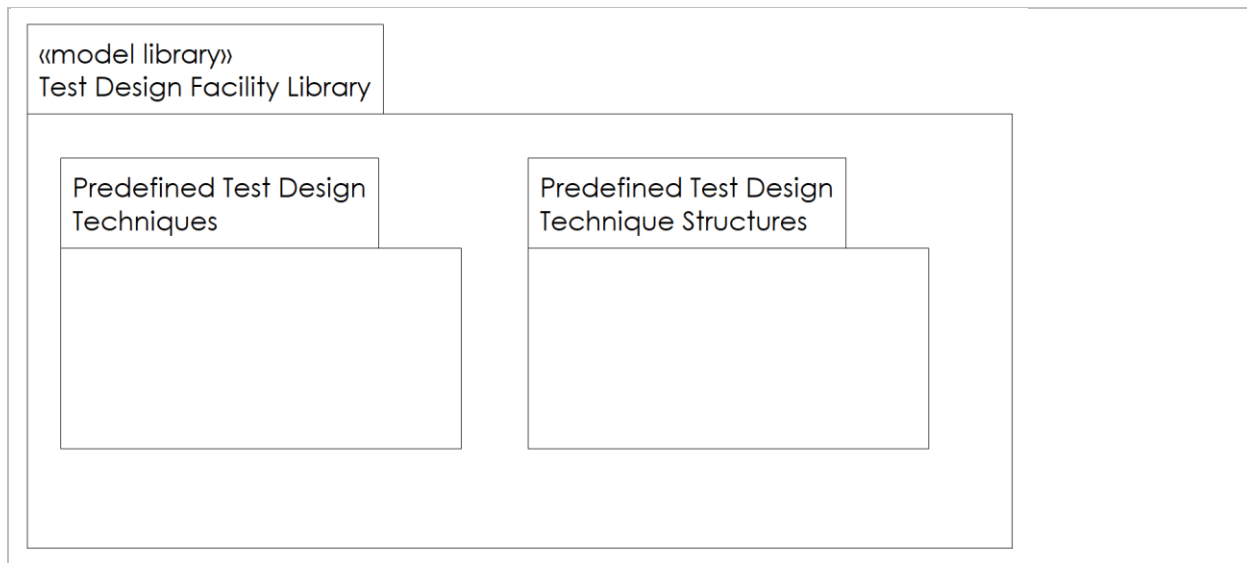 «model library»
Test Design Facility Library
Predefined Test Design
Techniques
Predefined Test Design
Technique Structures